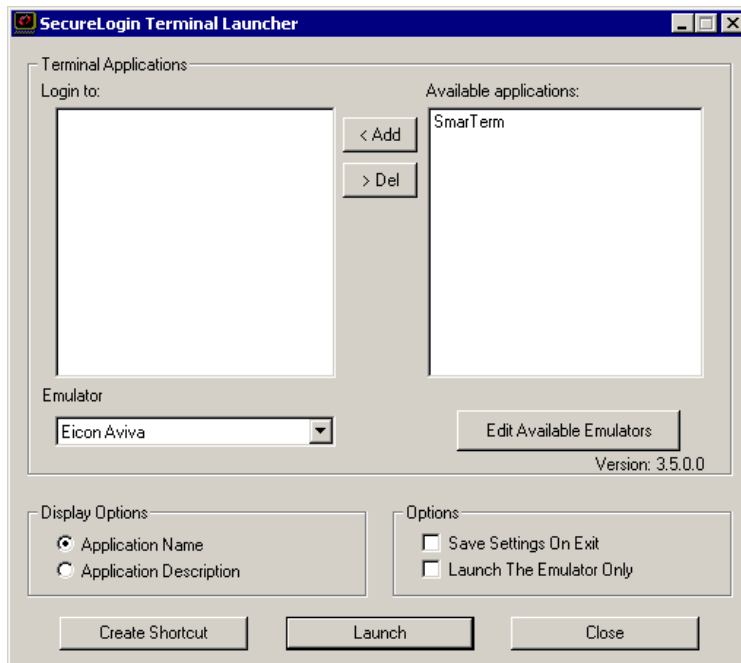 SecureLogin Terminal Launcher
Terminal Applications
Login to:
Available applications:
SmarTerm
< Add
> Del
Emulator
Eicon Aviva
Edit Available Emulators
Version: 3.5.0.0
Display Options
Application Name
Application Description
Options
Save Settings On Exit
Launch The Emulator Only
Create Shortcut
Launch
Close